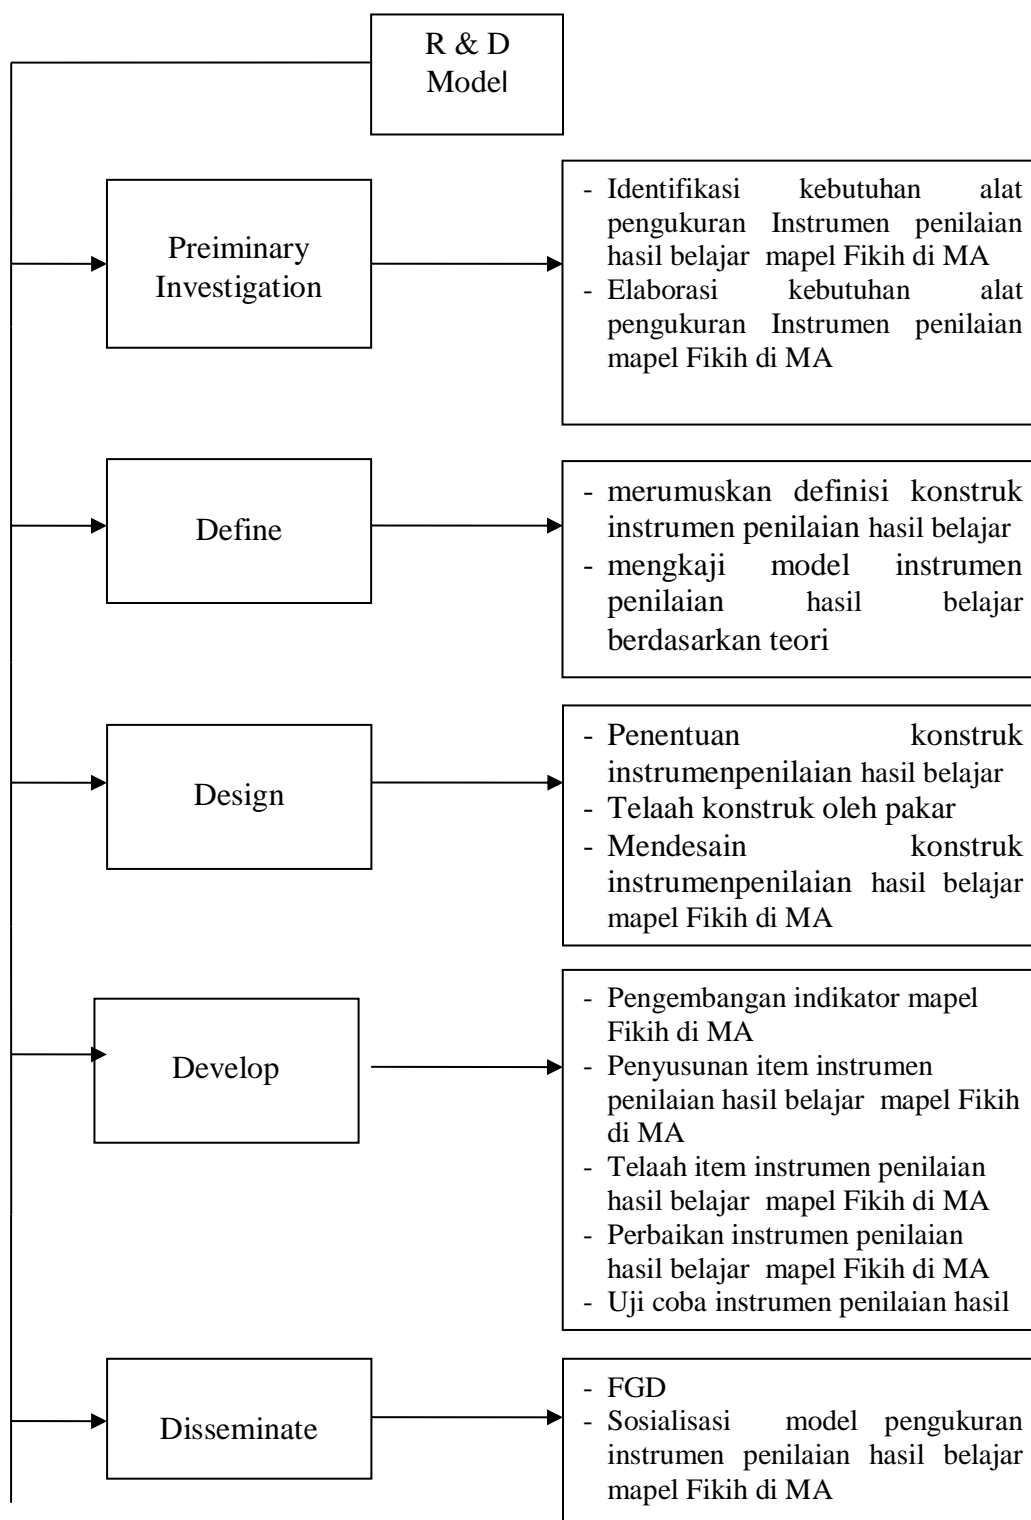 R & D
Model
Preiminary
Investigation
- Identifikasi kebutuhan alat
pengukuran Instrumen penilaian
hasil belajar mapel Fikih di MA
- Elaborasi kebutuhan alat
pengukuran Instrumen penilaian
mapel Fikih di MA
Define
- merumuskan definisi konstruk
instrumen penilaian hasil belajar
- mengkaji model instrumen
penilaian hasil belajar
berdasarkan teori
Design
- Penentuan konstruk
instrumenpenilaian hasil belajar
- Telaah konstruk oleh pakar
- Mendesain konstruk
instrumenpenilaian hasil belajar
mapel Fikih di MA
Develop
- Pengembangan indikator mapel
Fikih di MA
- Penyusunan item instrumen
penilaian hasil belajar mapel Fikih
di MA
- Telaah item instrumen penilaian
hasil belajar mapel Fikih di MA
- Perbaikan instrumen penilaian
hasil belajar mapel Fikih di MA
- Uji coba instrumen penilaian hasil
Disseminate
- FGD
- Sosialisasi model pengukuran
instrumen penilaian hasil belajar
mapel Fikih di MA